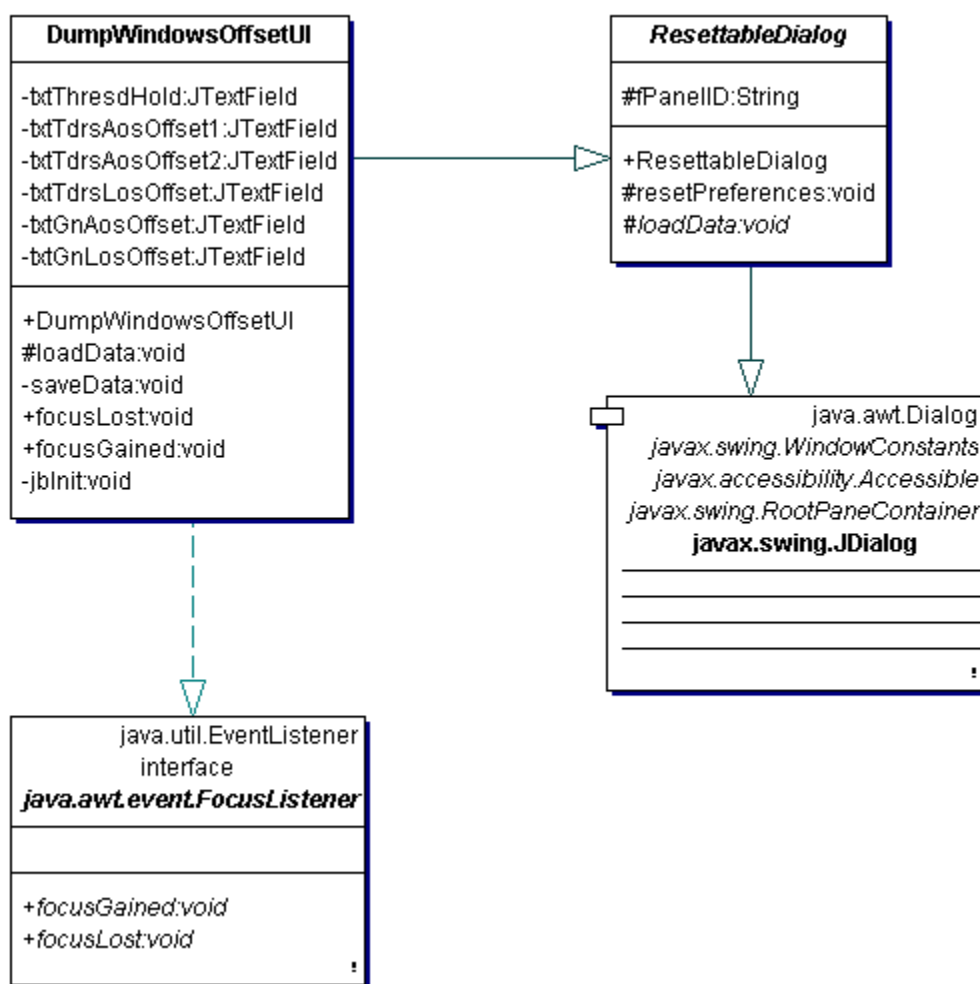 DumpWindowsOffsetUI
-txtThresdHold:JTextField
-txtTdrsAosOffset1:JTextField
-txtTdrsAosOffset2:JTextField
-txtTdrsLosOffset:JTextField
-txtGnAosOffset:JTextField
-txtGnLosOffset:JTextField
+DumpWindowsOffsetUI
#loadData:void
-saveData:void
+focusLost:void
+focusGained:void
-jbInit:void
ResettableDialog
#fPanelID:String
+ResettableDialog
#resetPreferences:void
#loadData:void
java.awt.Dialog
javax.swing.WindowConstants
javax.accessibility.Accessible
javax.swing.RootPaneContainer
javax.swing.JDialog
!
java.util.EventListener
interface
java.awt.event.FocusListener
+focusGained:void
+focusLost:void
!